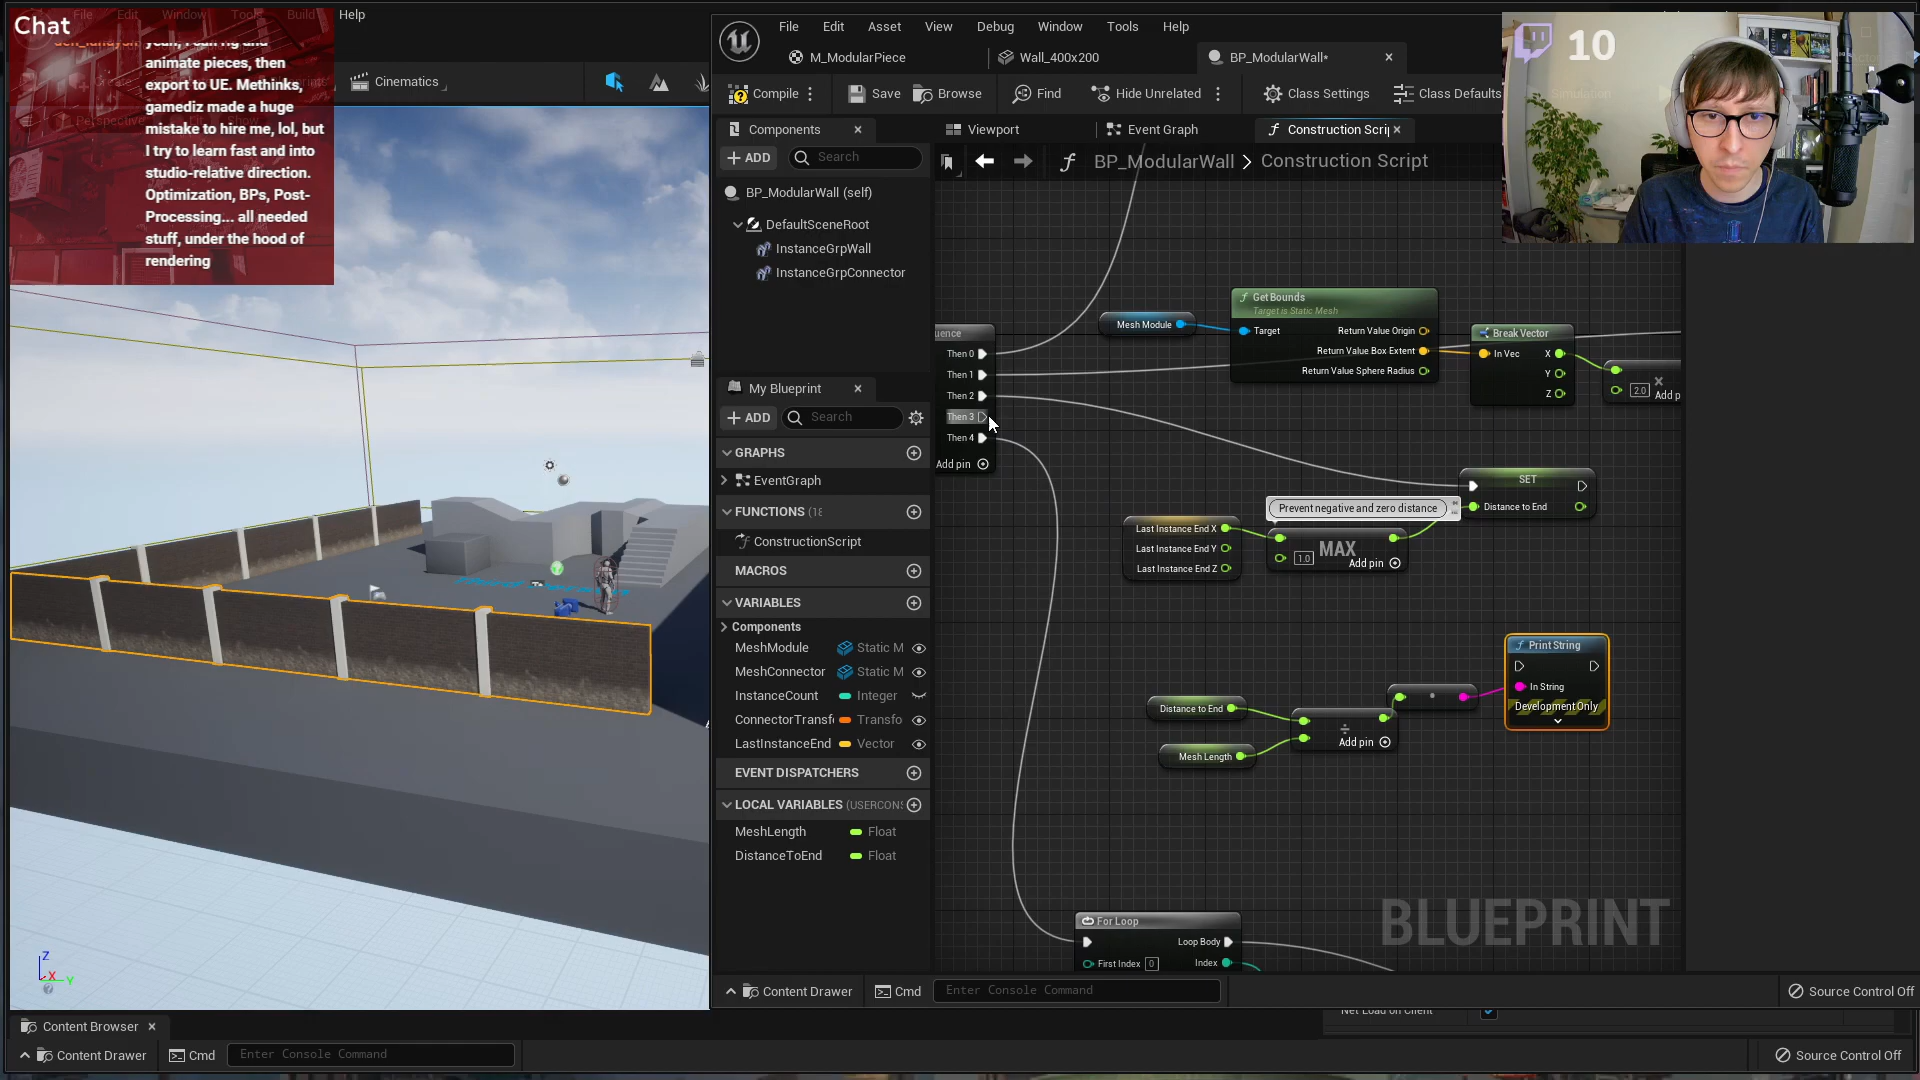 Chat
yeah, I can rig and
animate pieces, then
export to UE. Methinks,
gamediz made a huge
mistake to hire me, lol, but
I try to learn fast and into
studio-relative direction.
Optimization, BPs, Post-
Processing... all needed
stuff, under the hood of
rendering
Help
Cinematics
File Edit Asset View Debug Window Tools Help
M_ModularPiece
Wall_400x200
BP_ModularWall*
10
Compile
Save
Browse
Find
Hide Unrelated
Class Settings
Class Defaults
Components
Viewport
Event Graph
Construction Scrip
ADD
Search
BP_ModularWall > Construction Script
BP_ModularWall (self)
DefaultSceneRoot
InstanceGrpWall
InstanceGrpConnector
My Blueprint
ADD
Search
GRAPHS
EventGraph
FUNCTIONS (18
ConstructionScript
MACROS
VARIABLES
Components
MeshModule Static M
MeshConnector Static M
InstanceCount Integer
ConnectorTransf Transfo
LastInstanceEnd Vector
EVENT DISPATCHERS
LOCAL VARIABLES (USERCONS
MeshLength Float
DistanceToEnd Float
uence
Then 0
Then 1
Then 2
Then 3
Then 4
Add pin
Mesh Module
Get Bounds
Target is Static Mesh
Target
Return Value Origin
Return Value Box Extent
Return Value Sphere Radius
Break Vector
In Vec X
Y
Z
2.0
Add p
SET
Distance to End
Prevent negative and zero distance
Last Instance End X
Last Instance End Y
Last Instance End Z
1.0
MAX
Add pin
Distance to End
Mesh Length
Add pin
Print String
In String
Development Only
For Loop
Loop Body
First Index 0
Index
BLUEPRINT
Z
X
Y
Content Drawer
Cmd
Enter Console Command
Source Control Off
Net Load on Client
Content Browser
Content Drawer
Cmd
Enter Console Command
Source Control Off